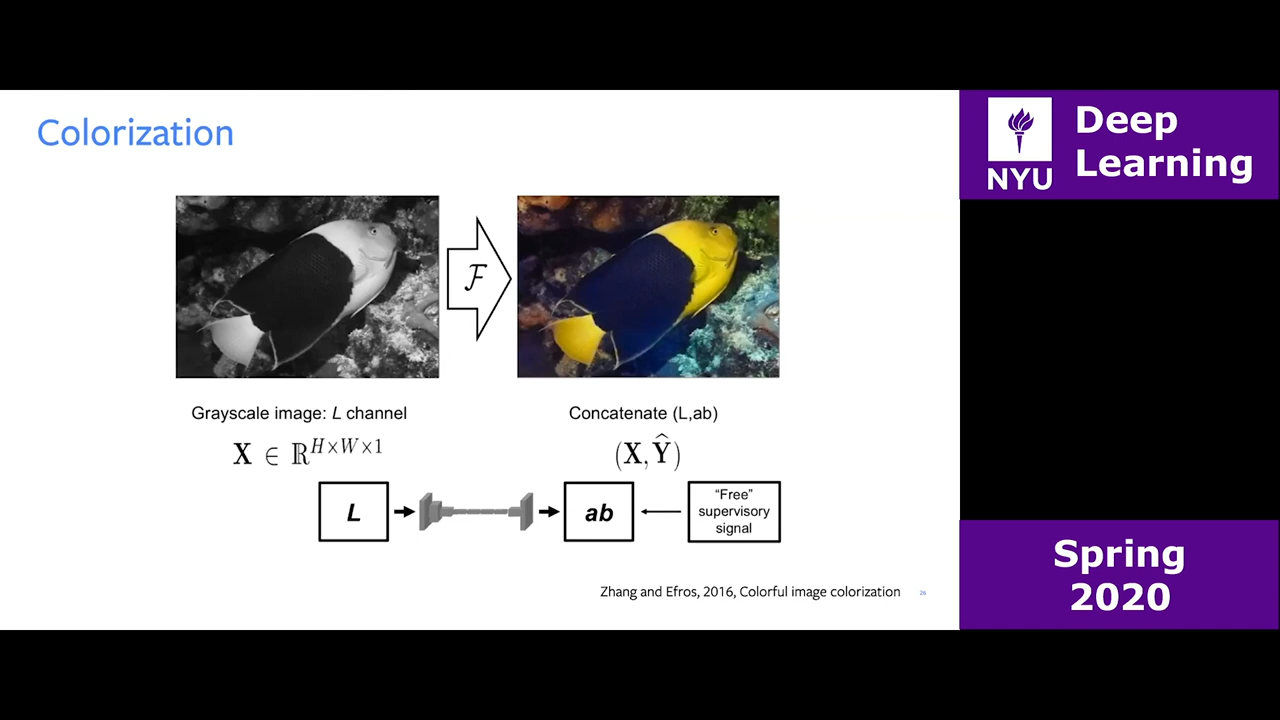 Colorization
NYU
Deep
Learning
ℱ
Grayscale image: L channel
Concatenate (L,ab)
X ∈ ℝ^{H×W×1}
(X, Ŷ)
L
ab
“Free”
supervisory
signal
Zhang and Efros, 2016, Colorful image colorization
26
Spring
2020